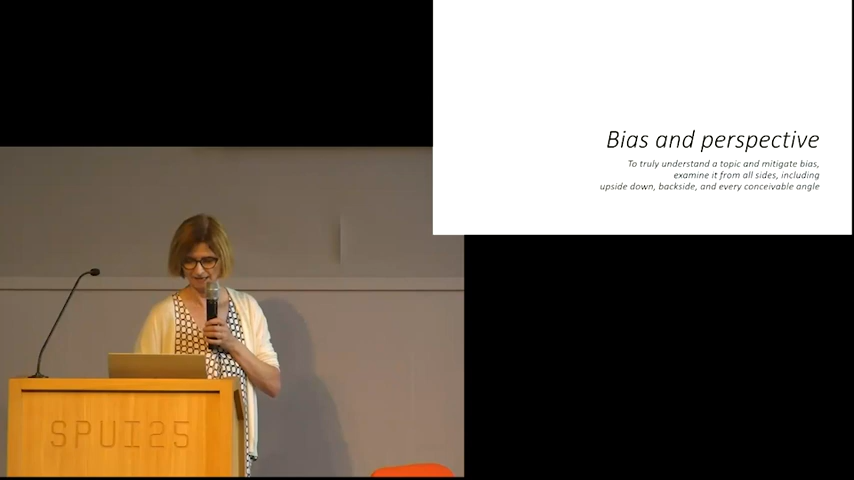 Bias and perspective
To truly understand a topic and mitigate bias,
examine it from all sides, including
upside down, backside, and every conceivable angle
SPUI25